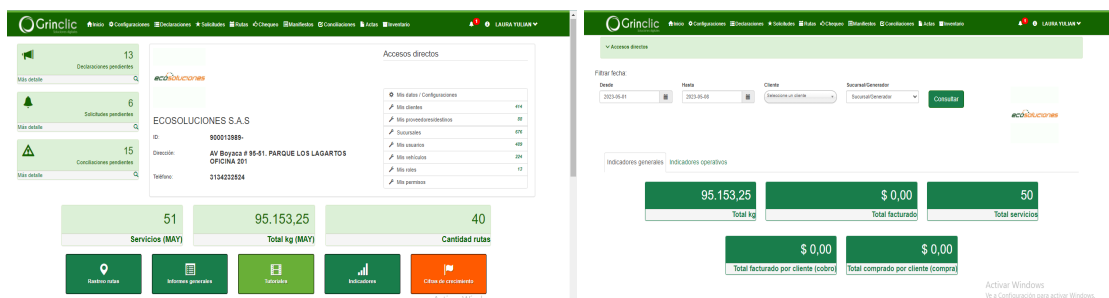 Grinclic
Inicio Configuraciones Declaraciones Solicitudes Rutas Cheques Manifiestos Conciliaciones Actas Inventario
LAURA YULIAN
13
Declaraciones pendientes
Más detalle
6
Solicitudes pendientes
Más detalle
15
Conciliaciones pendientes
Más detalle
ecosoluciones
ECOSOLUCIONES S.A.S
ID: 900013989-
Dirección: AV Boyaca # 95-51. PARQUE LOS LAGARTOS
OFICINA 201
Teléfono: 3134232524
Accesos directos
Mis datos / Configuraciones
Mis clientes
Mis proveedores/destinos
Sucursales
Mis usuarios
Mis vehículos
Mis roles 13
Mis permisos
51
Servicios (MAY)
95.153,25
Total kg (MAY)
40
Cantidad rutas
Rastreo rutas
Informes generales
Tutoriales
Indicadores
Cifras de crecimiento
Grinclic
Inicio Configuraciones Declaraciones Solicitudes Rutas Cheques Manifiestos Conciliaciones Actas Inventario
LAURA YULIAN
Accesos directos
Filtrar fecha:
Desde Hasta Cliente Sucursal/Generador
2023-05-01 2023-05-08 Seleccione un cliente Sucursal/Generador Consultar
ecosoluciones
Indicadores generales Indicadores operativos
95.153,25
Total kg
$ 0,00
Total facturado
50
Total servicios
$ 0,00
Total facturado por cliente (cobro)
$ 0,00
Total comprado por cliente (compra)
Activar Windows
Ve a Configuración para activar Windows.